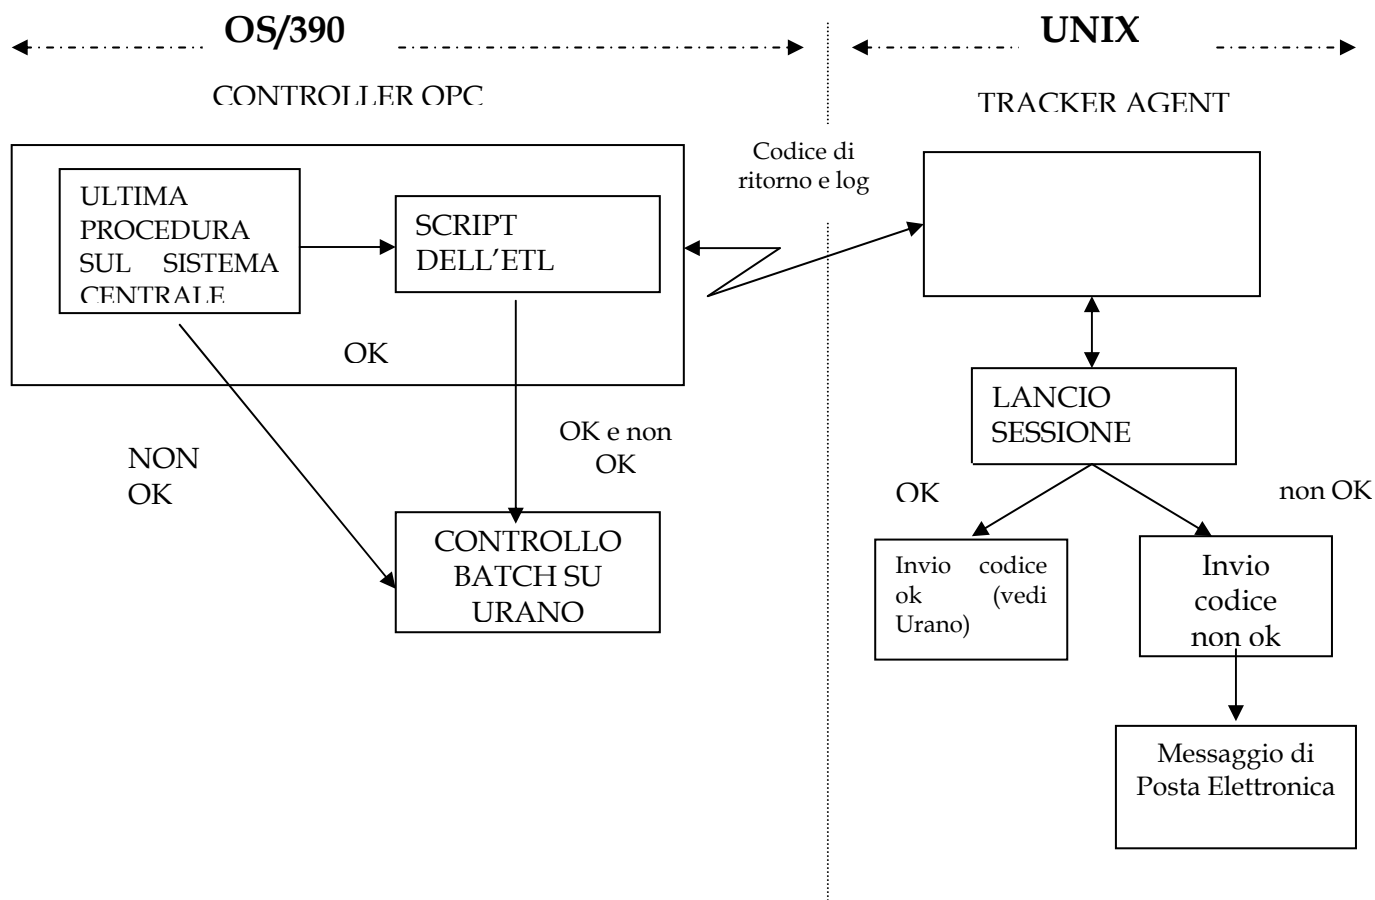 OS/390
UNIX
CONTROLLER OPC
TRACKER AGENT
Codice di
ritorno e log
ULTIMA
PROCEDURA
SUL SISTEMA
CENTRALE
SCRIPT
DELL’ETL
OK
LANCIO
SESSIONE
NON
OK
OK e non
OK
OK
non OK
CONTROLLO
BATCH SU
URANO
Invio codice
ok (vedi
Urano)
Invio
codice
non ok
Messaggio di
Posta Elettronica